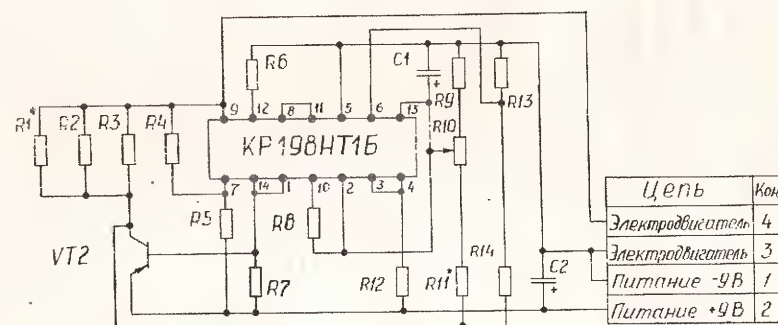 R6
C1
+
R1*
R2
R3
R4
9
12
8
11
5
6
13
R9
R13
R10
КР198НТ1Б
7
14
1
10
2
3
4
R5
R8
VT2
R7
R12
R11*
R14
C2
+
Цепь
Кон
Электродвигатель 4
Электродвигатель 3
Питание -9В 1
Питание +9В 2